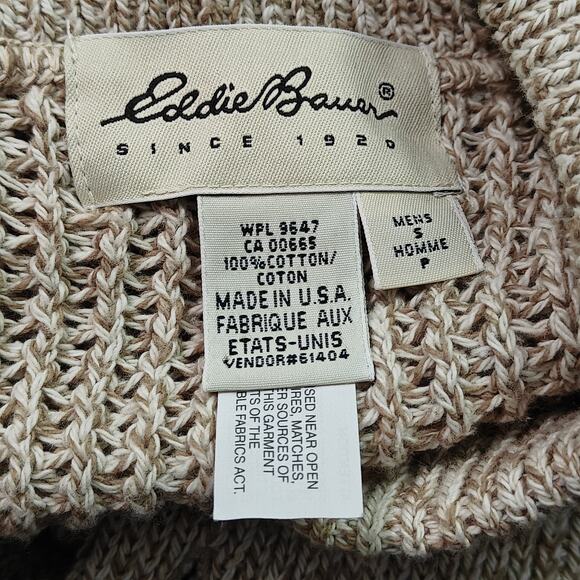 Eddie Bauer®
SINCE 1920
WPL 9647
CA 00665
100% COTTON/
COTON
MADE IN U.S.A.
FABRIQUE AUX
ETATS-UNIS
VENDOR#61404
MENS
S
HOMME
P
SED NEAR OPEN
RES, MATCHES,
R SOURCES OF
THIS GARMENT
TS OF THE
BLE FABRICS ACT.